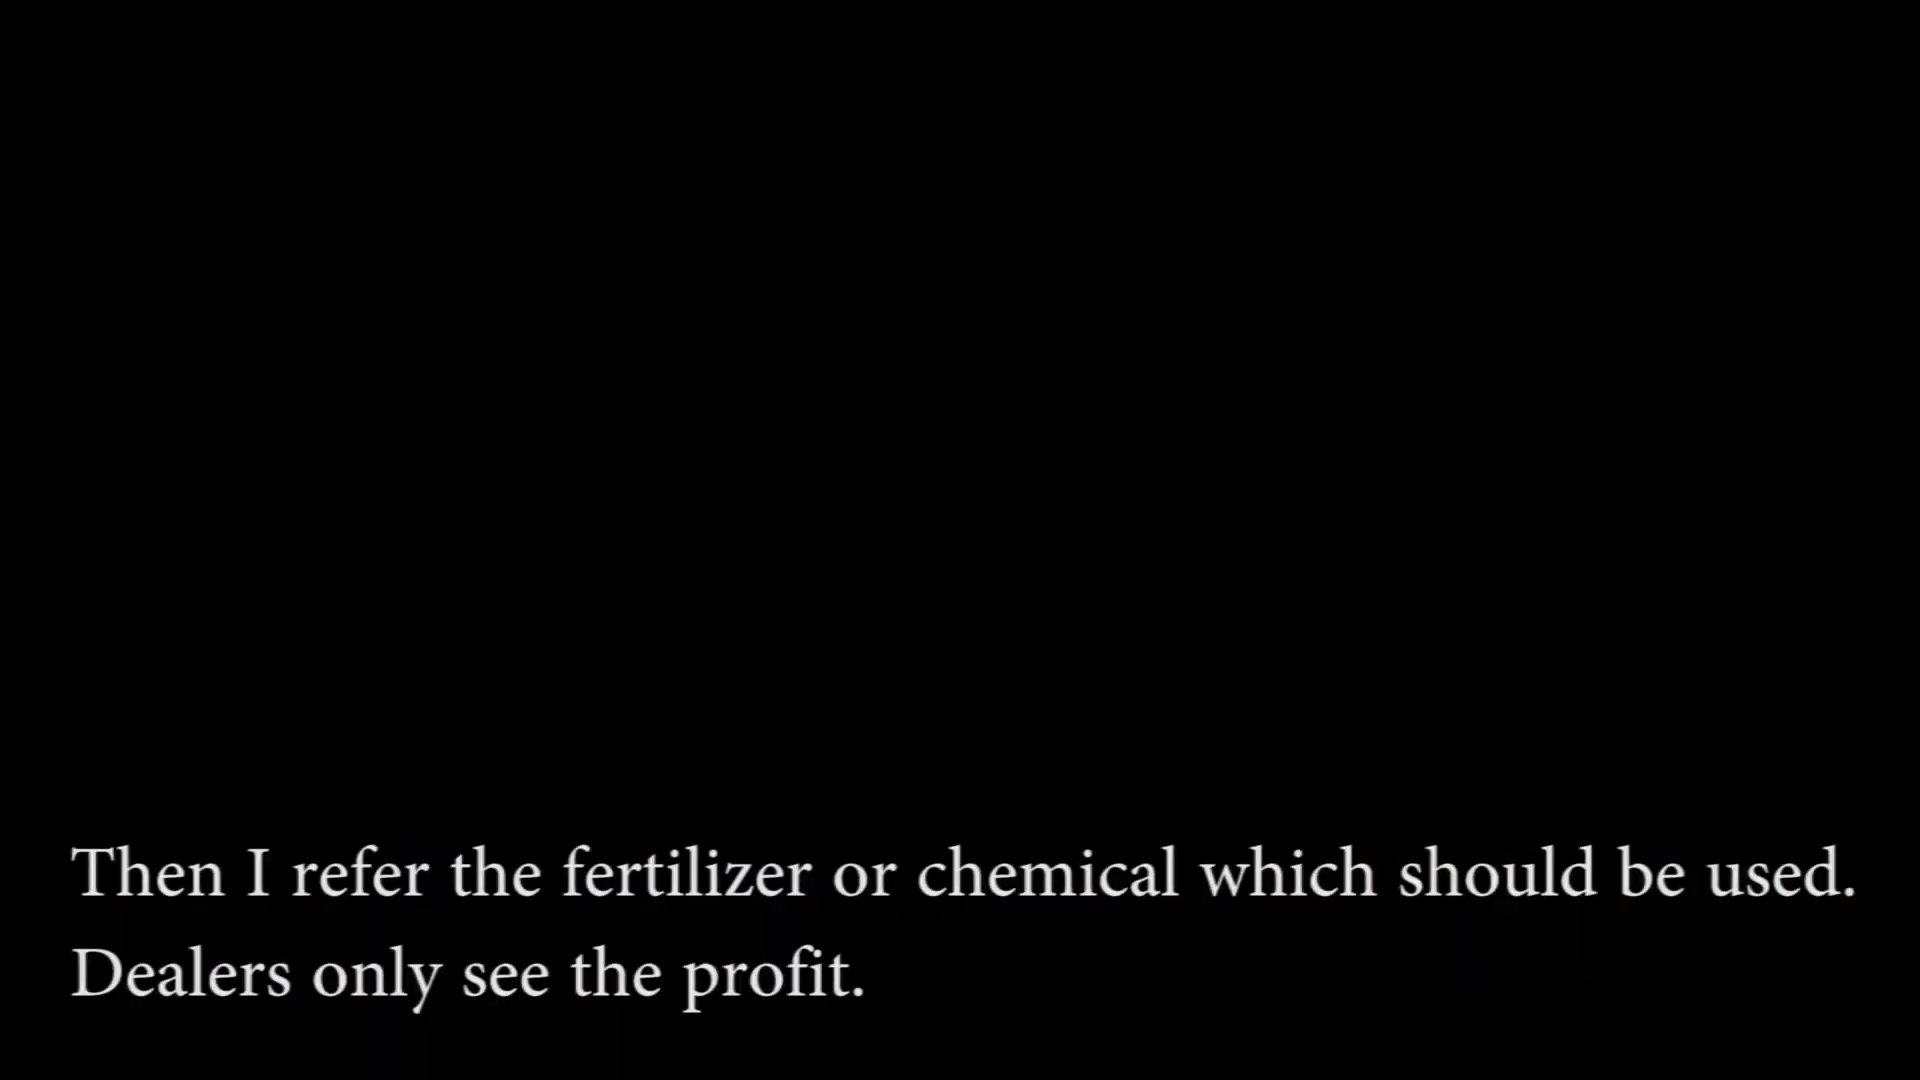 Then I refer the fertilizer or chemical which should be used.
Dealers only see the profit.